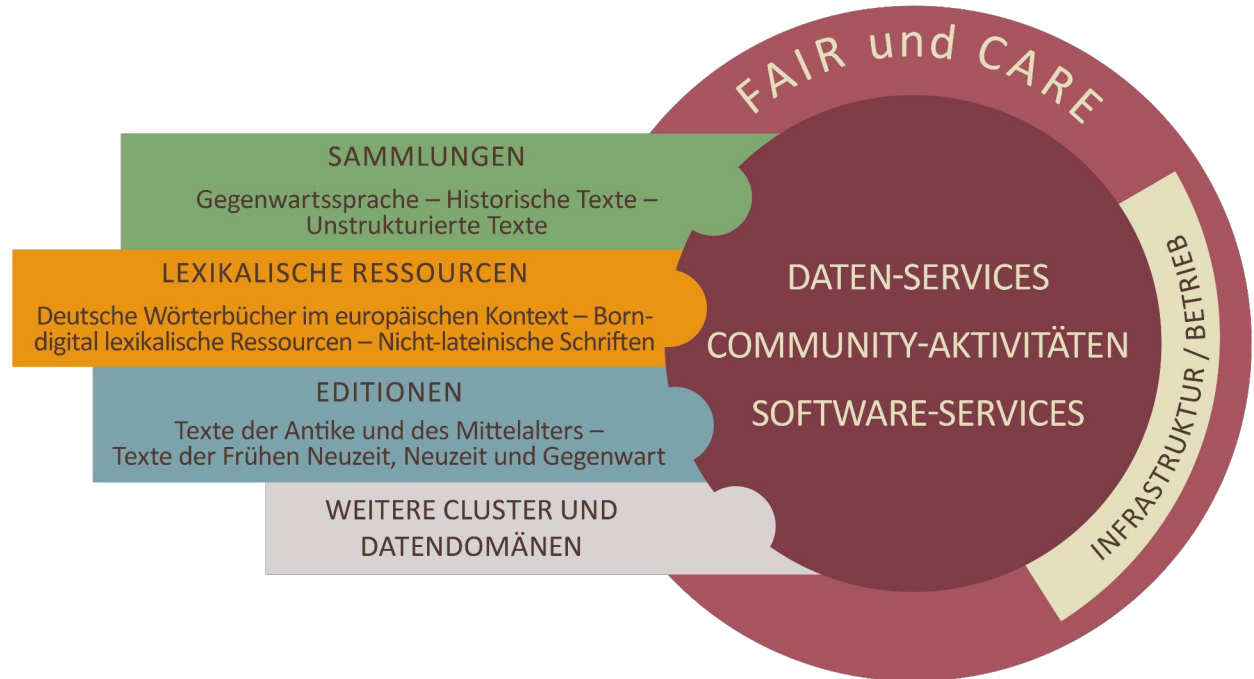 FAIR und CARE
SAMMLUNGEN
Gegenwartssprache – Historische Texte –
Unstrukturierte Texte
LEXIKALISCHE RESSOURCEN
Deutsche Wörterbücher im europäischen Kontext – Born-
digital lexikalische Ressourcen – Nicht-lateinische Schriften
EDITIONEN
Texte der Antike und des Mittelalters –
Texte der Frühen Neuzeit, Neuzeit und Gegenwart
WEITERE CLUSTER UND
DATENDOMÄNEN
DATEN-SERVICES
COMMUNITY-AKTIVITÄTEN
SOFTWARE-SERVICES
INFRASTRUKTUR / BETRIEB